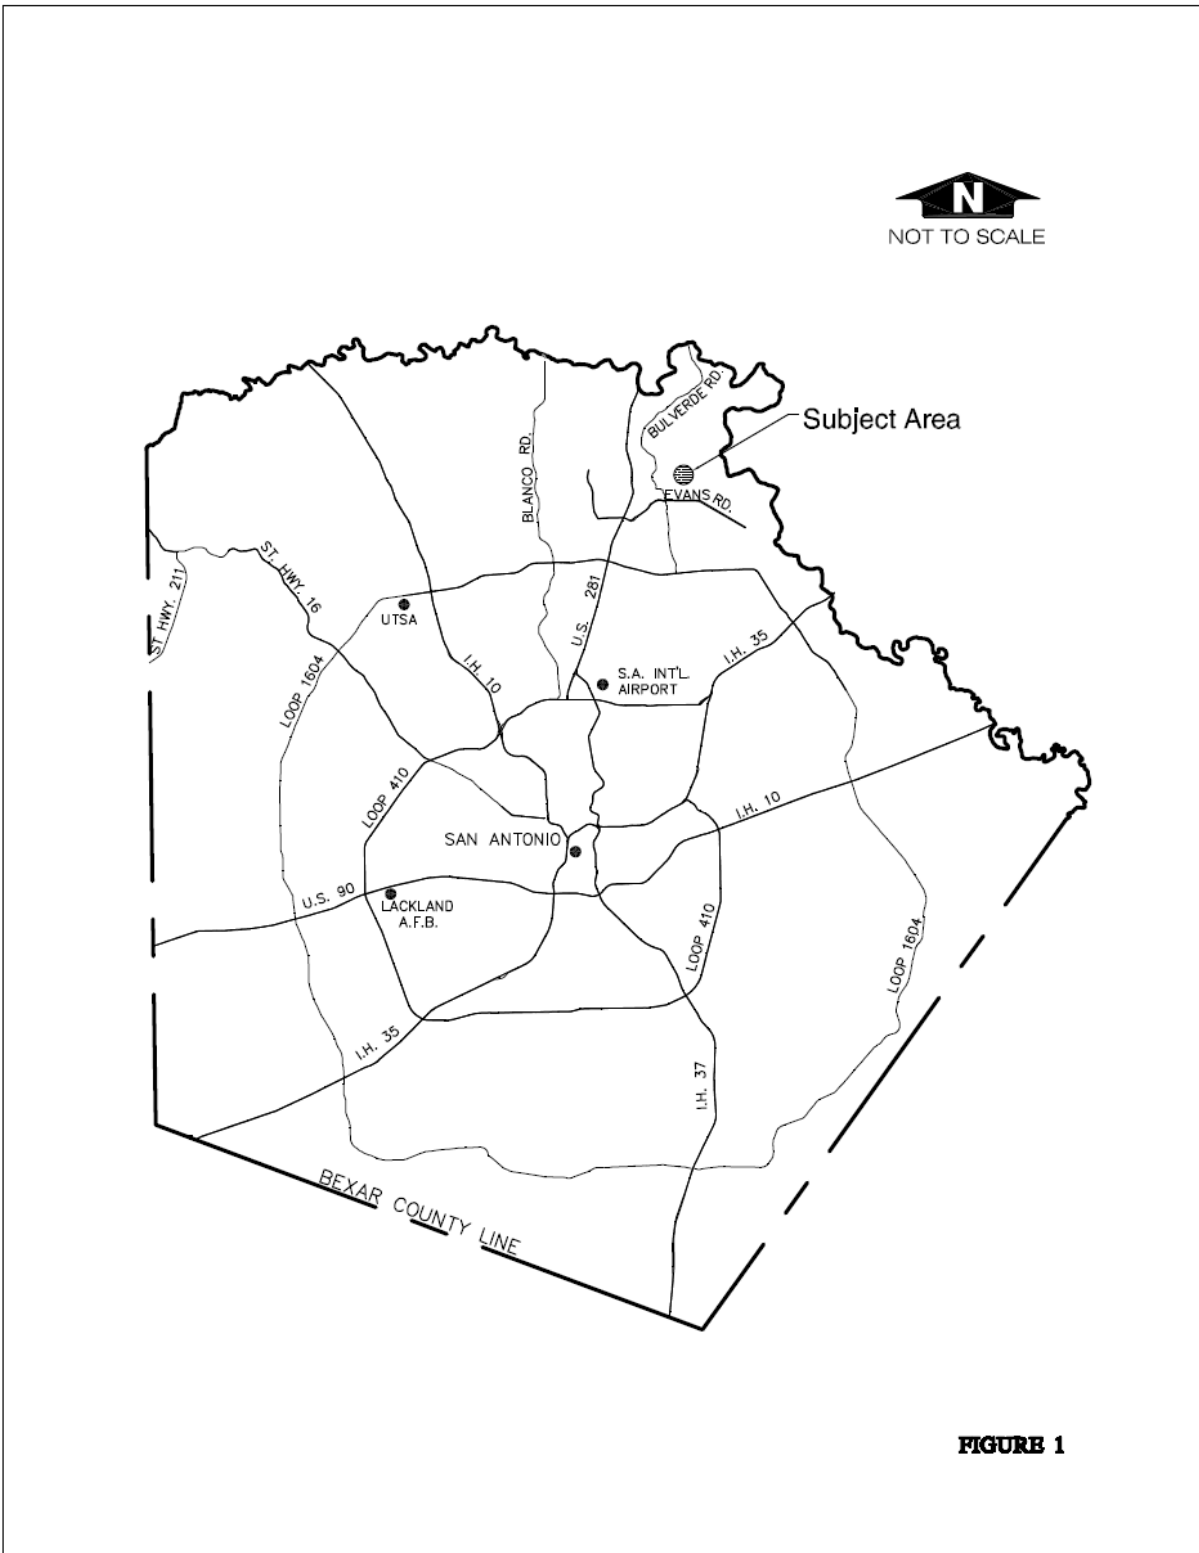 N
NOT TO SCALE
BULVERDE RD.
Subject Area
BLANCO RD.
EVANS RD.
ST. HWY. 16
ST HWY. 211
U.S. 281
UTSA
I.H. 35
I.H. 10
S.A. INT'L.
AIRPORT
LOOP 1604
LOOP 410
I.H. 10
SAN ANTONIO
U.S. 90
LACKLAND
A.F.B.
LOOP 410
LOOP 1604
I.H. 35
I.H. 37
BEXAR COUNTY LINE
FIGURE 1